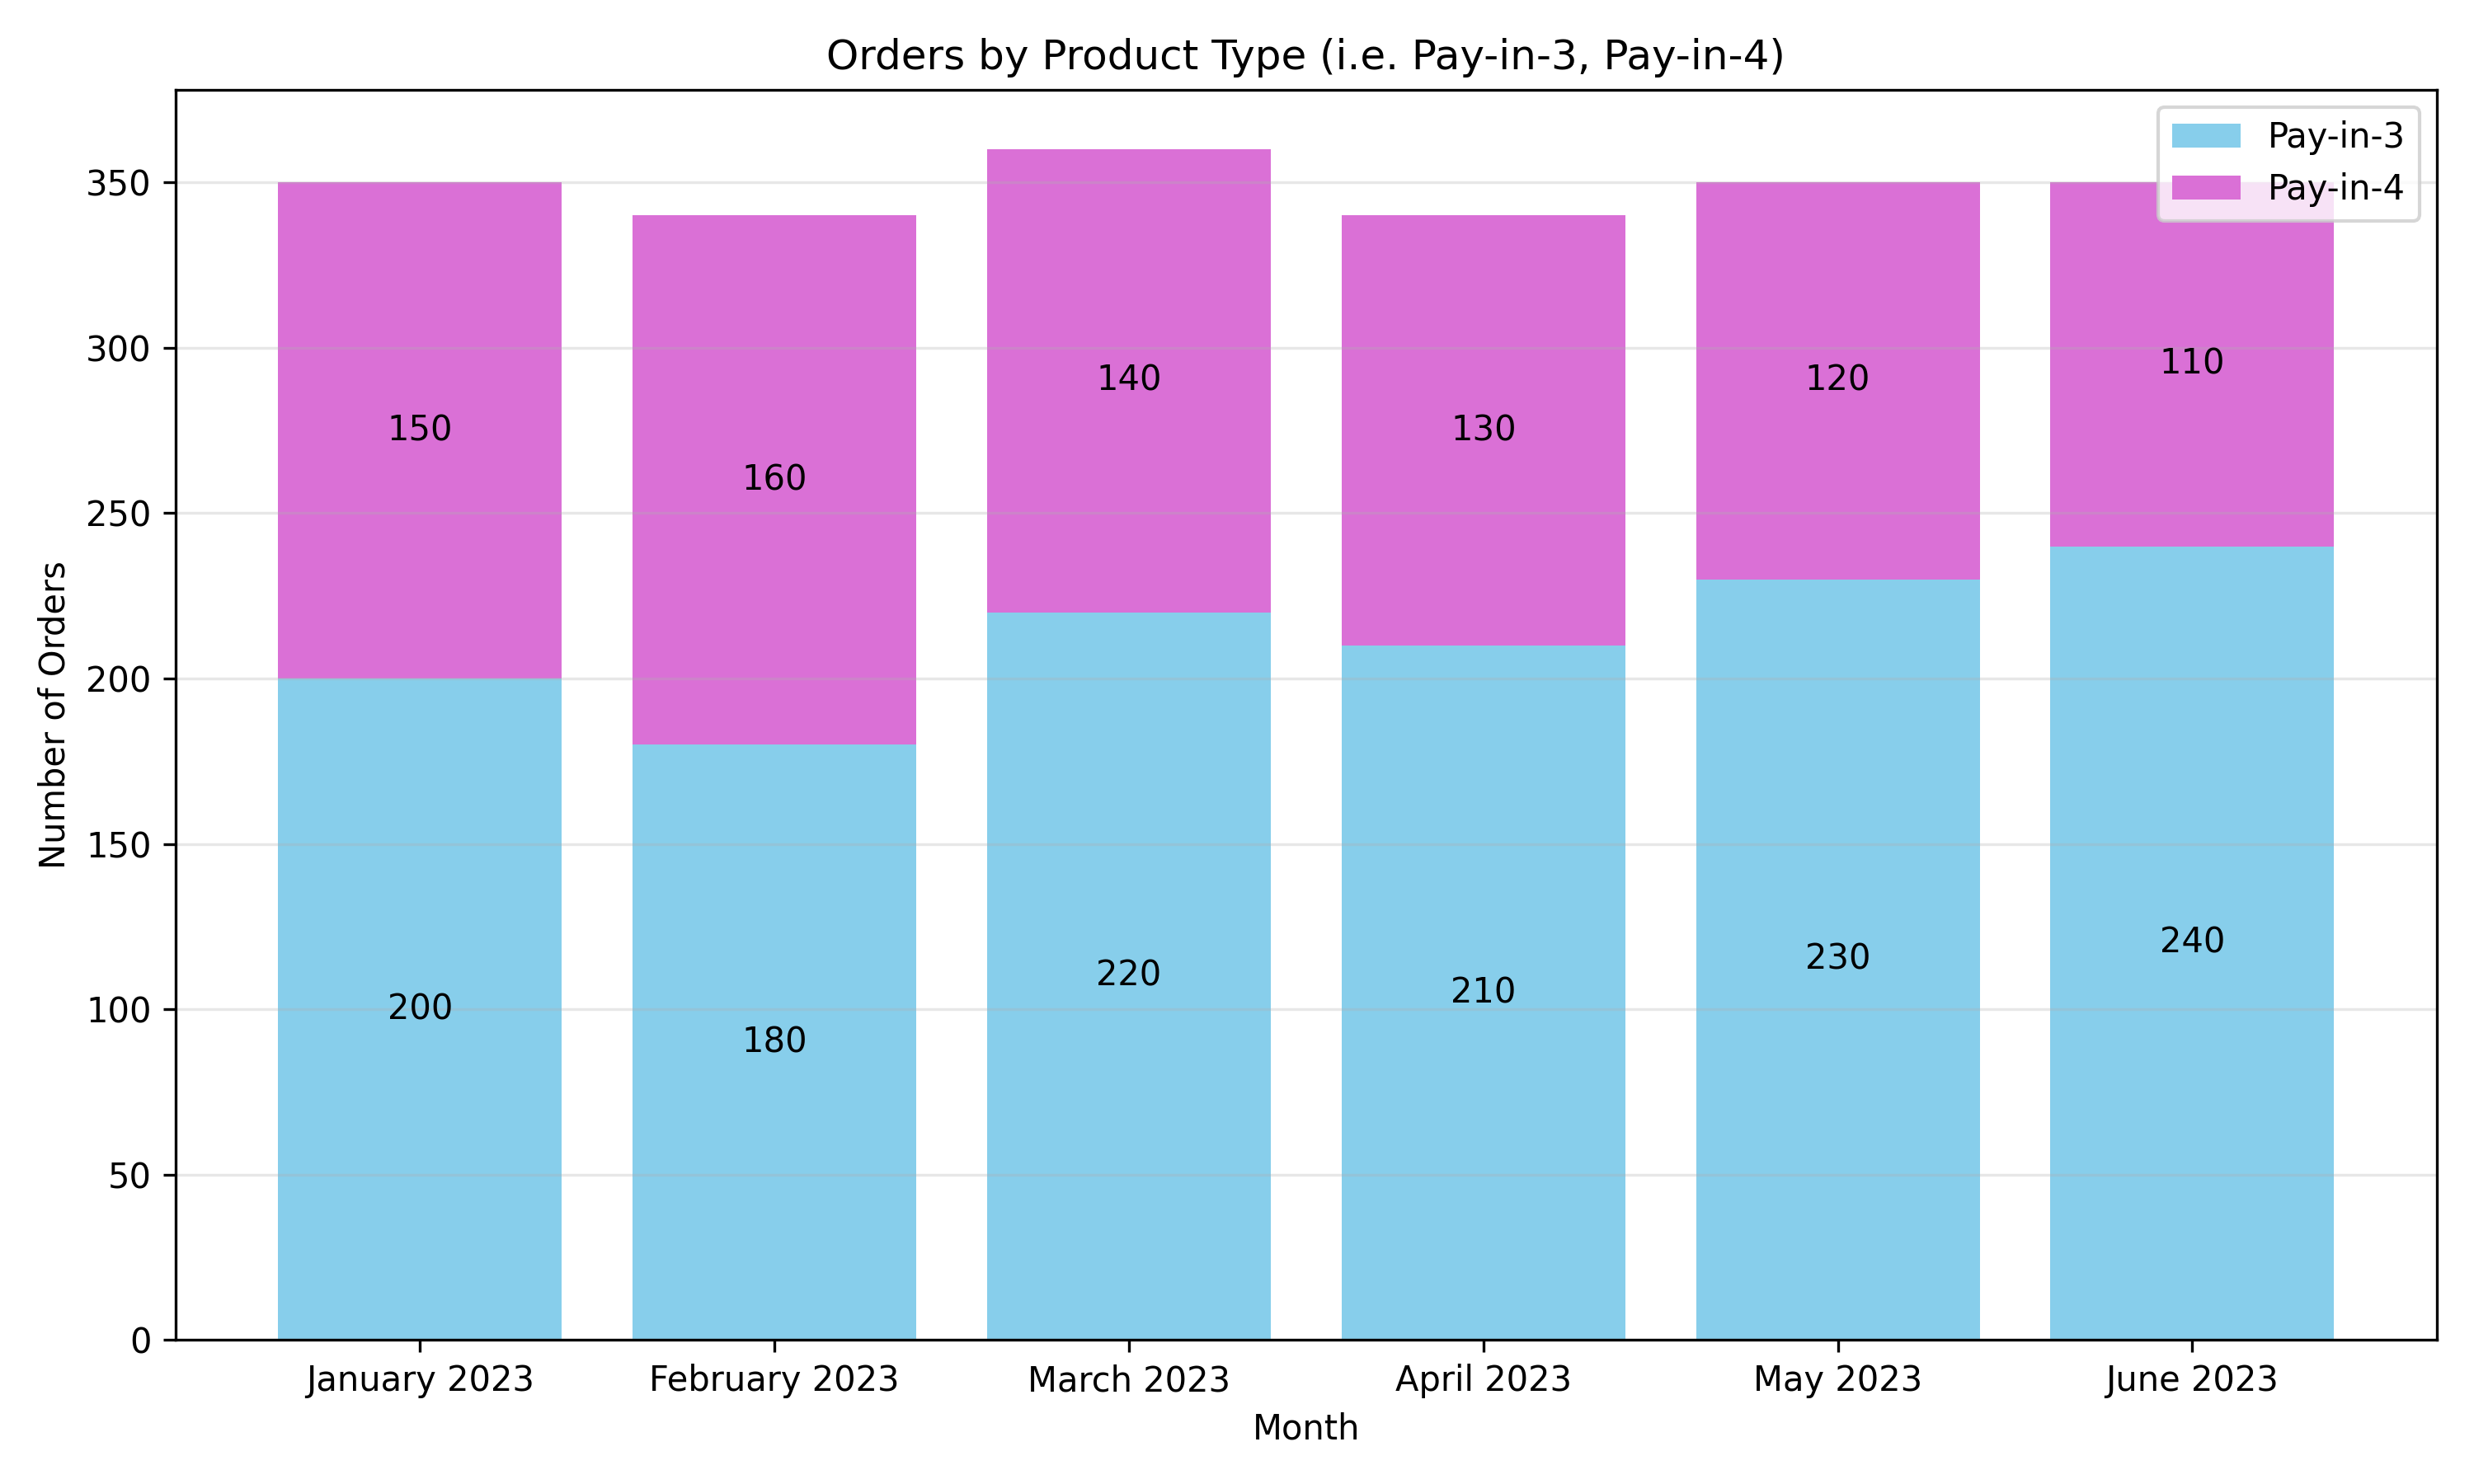 Orders by Product Type (i.e. Pay-in-3, Pay-in-4)
Pay-in-3
Pay-in-4
Number of Orders
350
300
250
200
150
100
50
0
150
160
140
130
120
110
200
180
220
210
230
240
January 2023
February 2023
March 2023
April 2023
May 2023
June 2023
Month